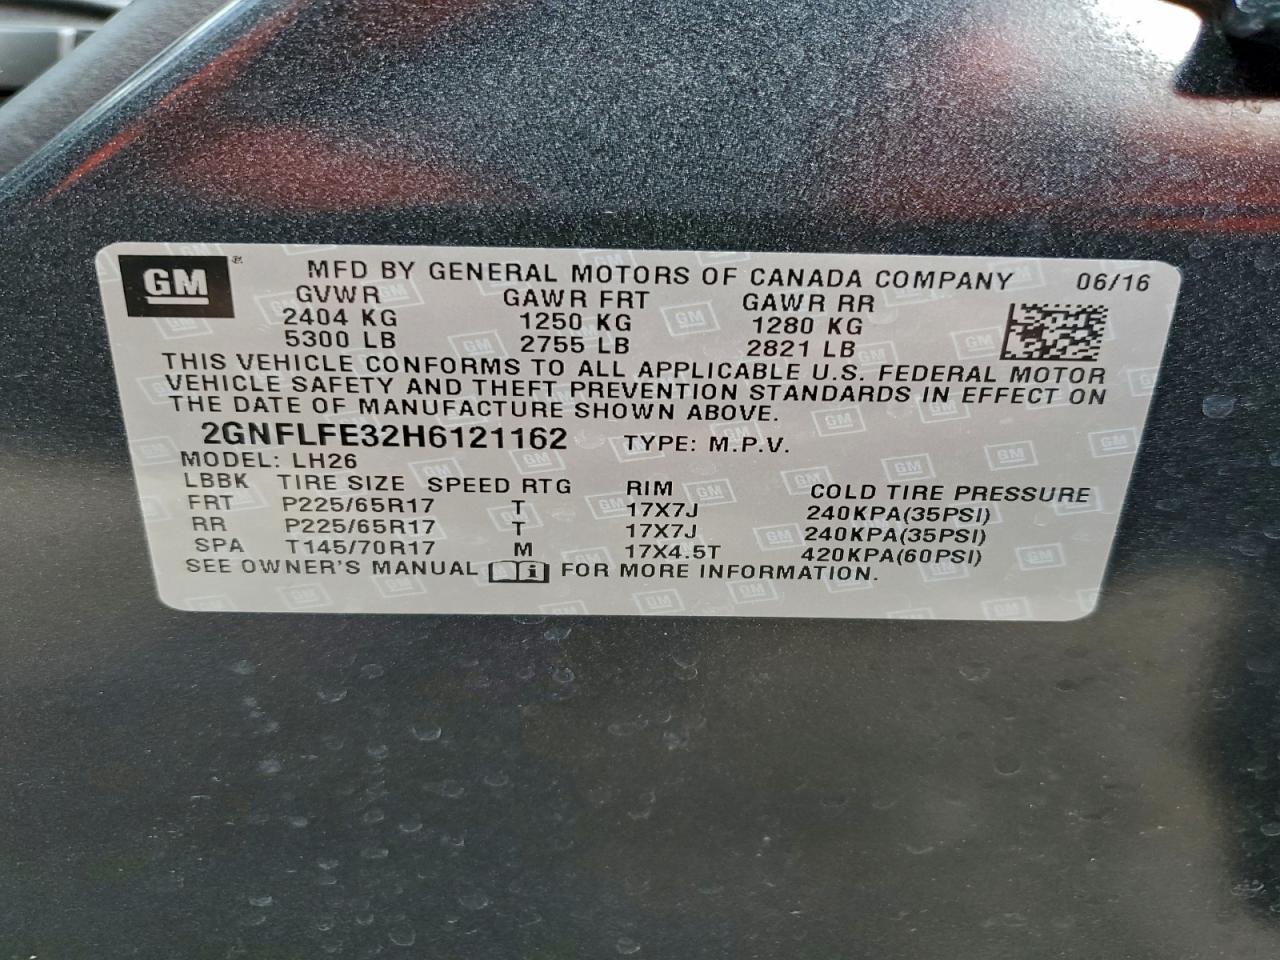 GM® MFD BY GENERAL MOTORS OF CANADA COMPANY 06/16
GVWR GAWR FRT GAWR RR
2404 KG 1250 KG 1280 KG
5300 LB 2755 LB 2821 LB
THIS VEHICLE CONFORMS TO ALL APPLICABLE U.S. FEDERAL MOTOR
VEHICLE SAFETY AND THEFT PREVENTION STANDARDS IN EFFECT ON
THE DATE OF MANUFACTURE SHOWN ABOVE.
2GNFLFE32H6121162 TYPE: M.P.V.
MODEL: LH26
LBBK TIRE SIZE SPEED RTG RIM COLD TIRE PRESSURE
FRT P225/65R17 T 17X7J 240KPA(35PSI)
RR P225/65R17 T 17X7J 240KPA(35PSI)
SPA T145/70R17 M 17X4.5T 420KPA(60PSI)
SEE OWNER'S MANUAL i FOR MORE INFORMATION.